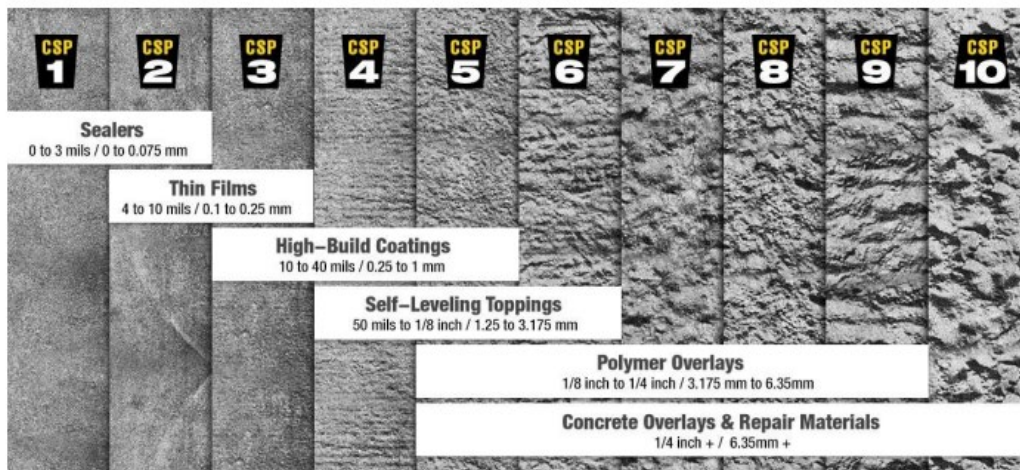 CSP 1
CSP 2
CSP 3
CSP 4
CSP 5
CSP 6
CSP 7
CSP 8
CSP 9
CSP 10
Sealers
0 to 3 mils / 0 to 0.075 mm
Thin Films
4 to 10 mils / 0.1 to 0.25 mm
High-Build Coatings
10 to 40 mils / 0.25 to 1 mm
Self-Leveling Toppings
50 mils to 1/8 inch / 1.25 to 3.175 mm
Polymer Overlays
1/8 inch to 1/4 inch / 3.175 mm to 6.35mm
Concrete Overlays & Repair Materials
1/4 inch + / 6.35mm +